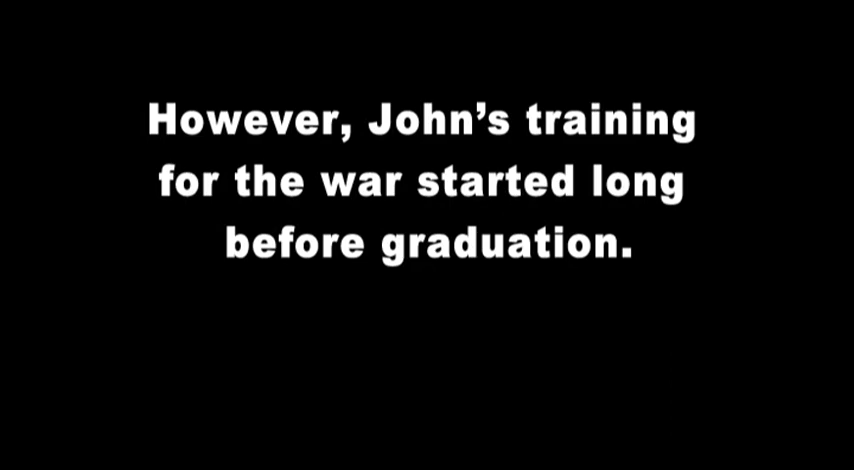 However, John’s training
for the war started long
before graduation.